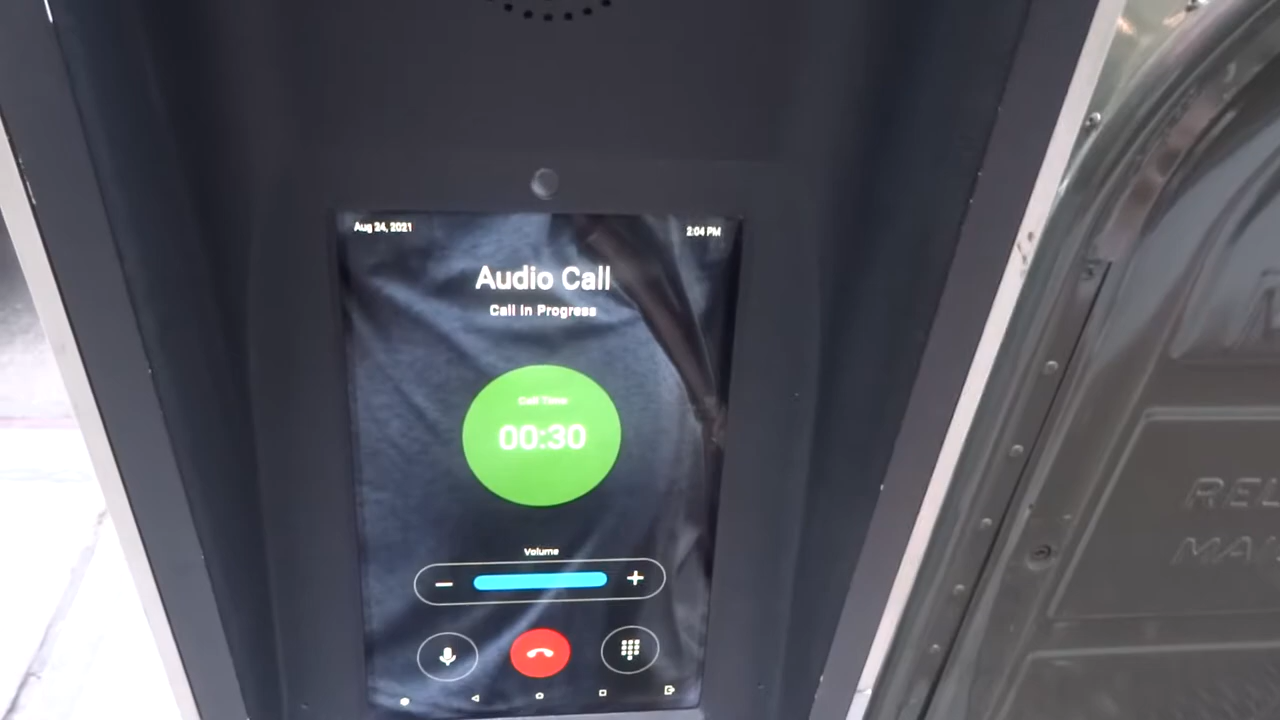 Aug 24, 2021
2:04 PM
Audio Call
Call In Progress
Call Time
00:30
Volume